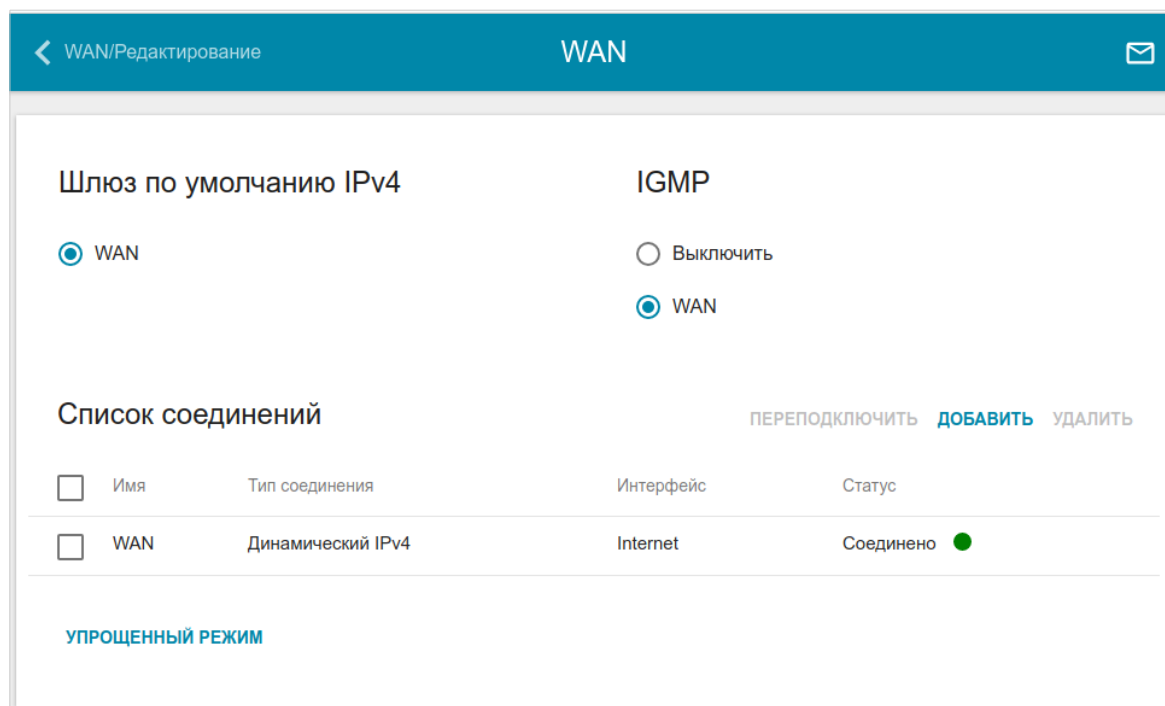 WAN/Редактирование
WAN
Шлюз по умолчанию IPv4
IGMP
WAN
Выключить
WAN
Список соединений
ПЕРЕПОДКЛЮЧИТЬ ДОБАВИТЬ УДАЛИТЬ
Имя Тип соединения Интерфейс Статус
WAN Динамический IPv4 Internet Соединено
УПРОЩЕННЫЙ РЕЖИМ